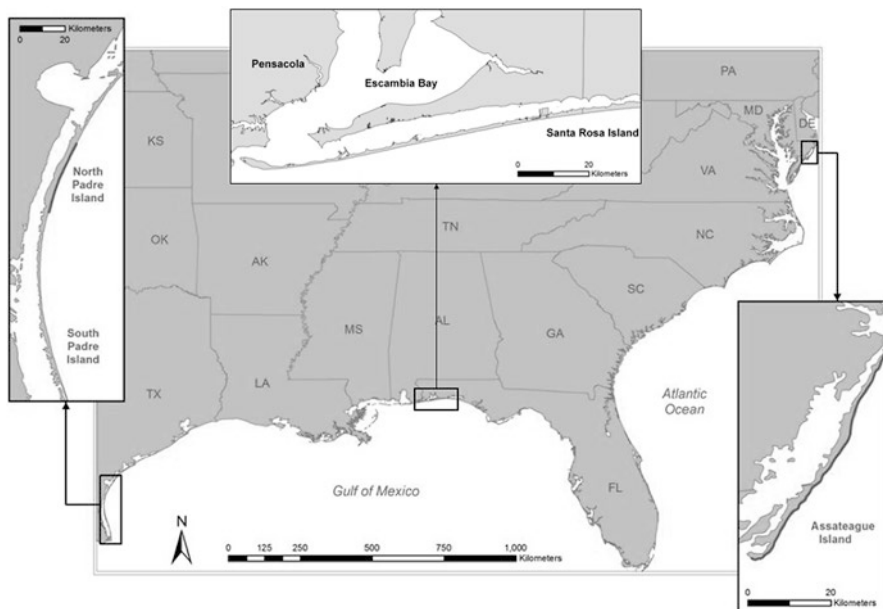 0 20
Kilometers
North
Padre
Island
South
Padre
Island
Pensacola
Escambia Bay
Santa Rosa Island
0 20
Kilometers
PA
MD
DE
KS
VA
OK
TN
NC
AK
SC
MS
AL
GA
TX
LA
Atlantic
Ocean
FL
Gulf of Mexico
N
0 125 250 500 750 1,000
Kilometers
Assateague
Island
0 20
Kilometers